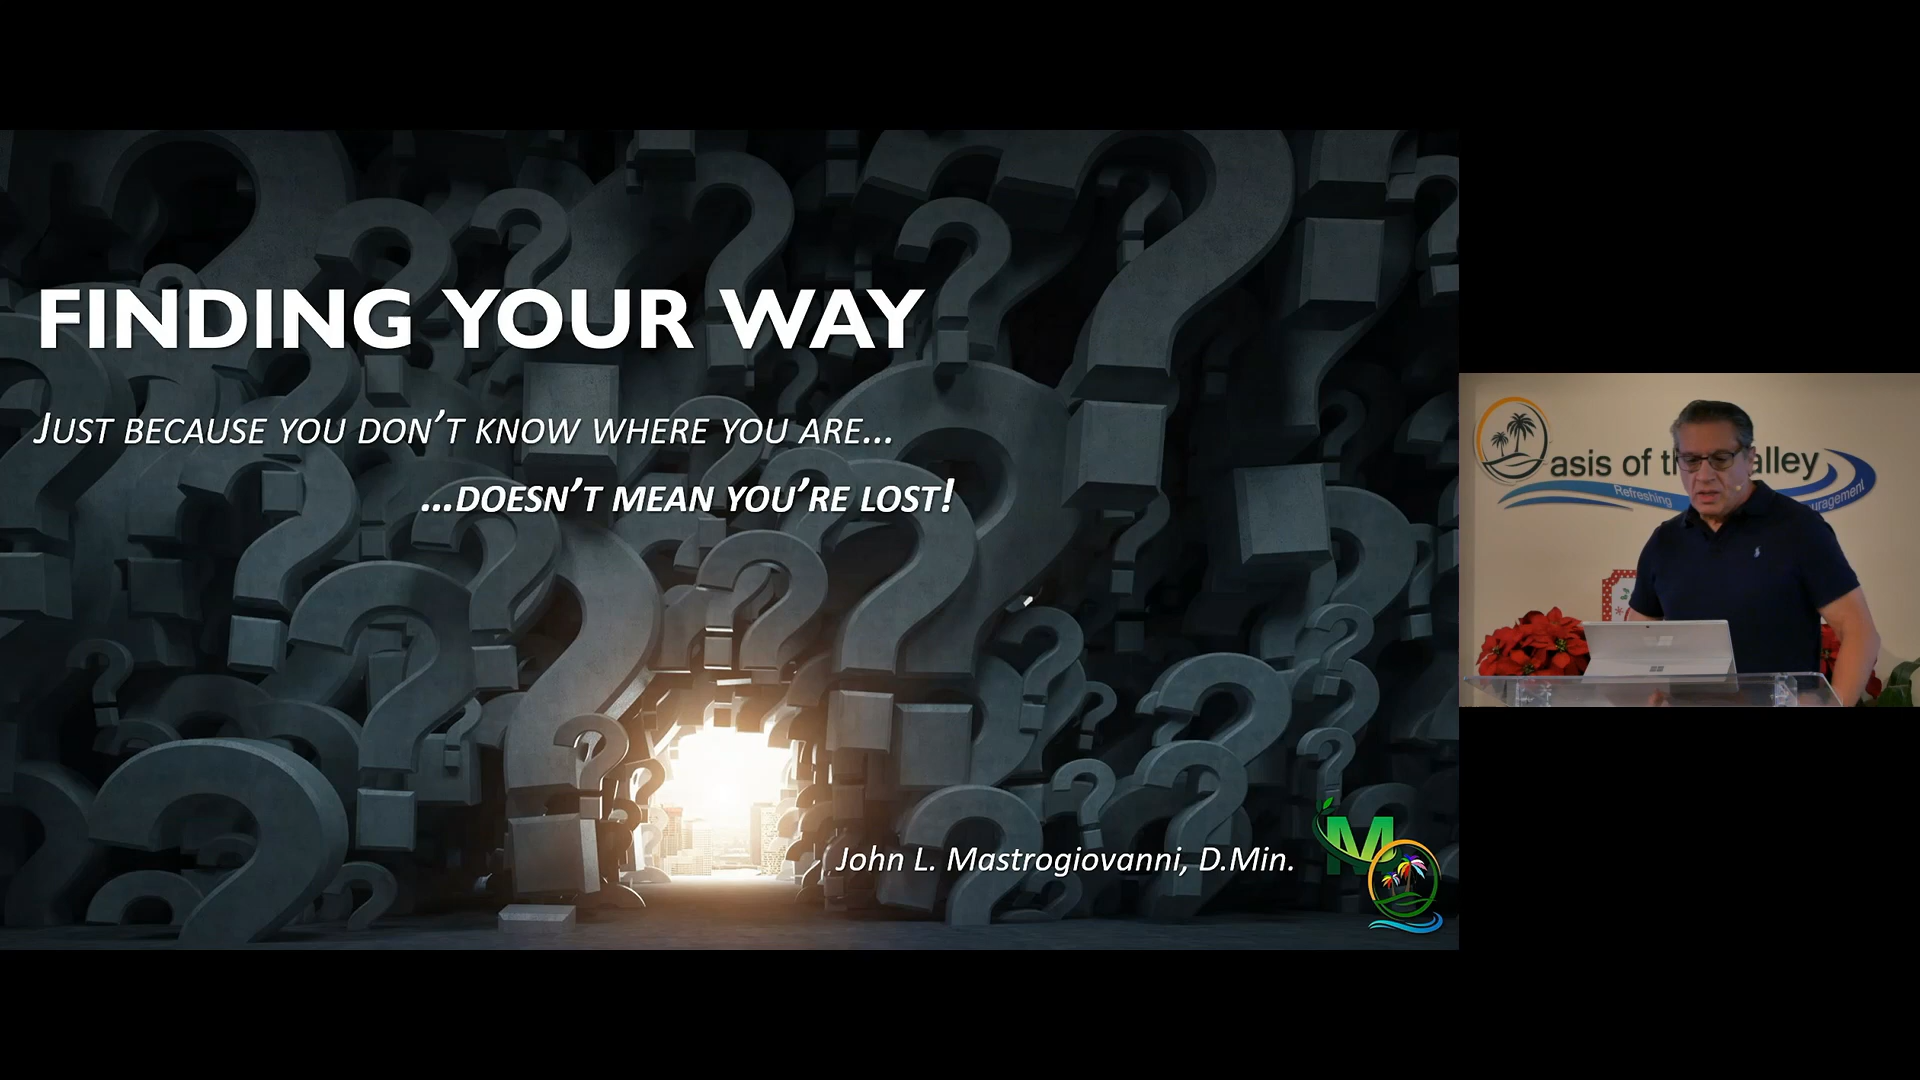 FINDING YOUR WAY
JUST BECAUSE YOU DON'T KNOW WHERE YOU ARE...
...DOESN'T MEAN YOU'RE LOST!
John L. Mastrogiovanni, D.Min.
M
asis of th alley
Refreshing
uragement